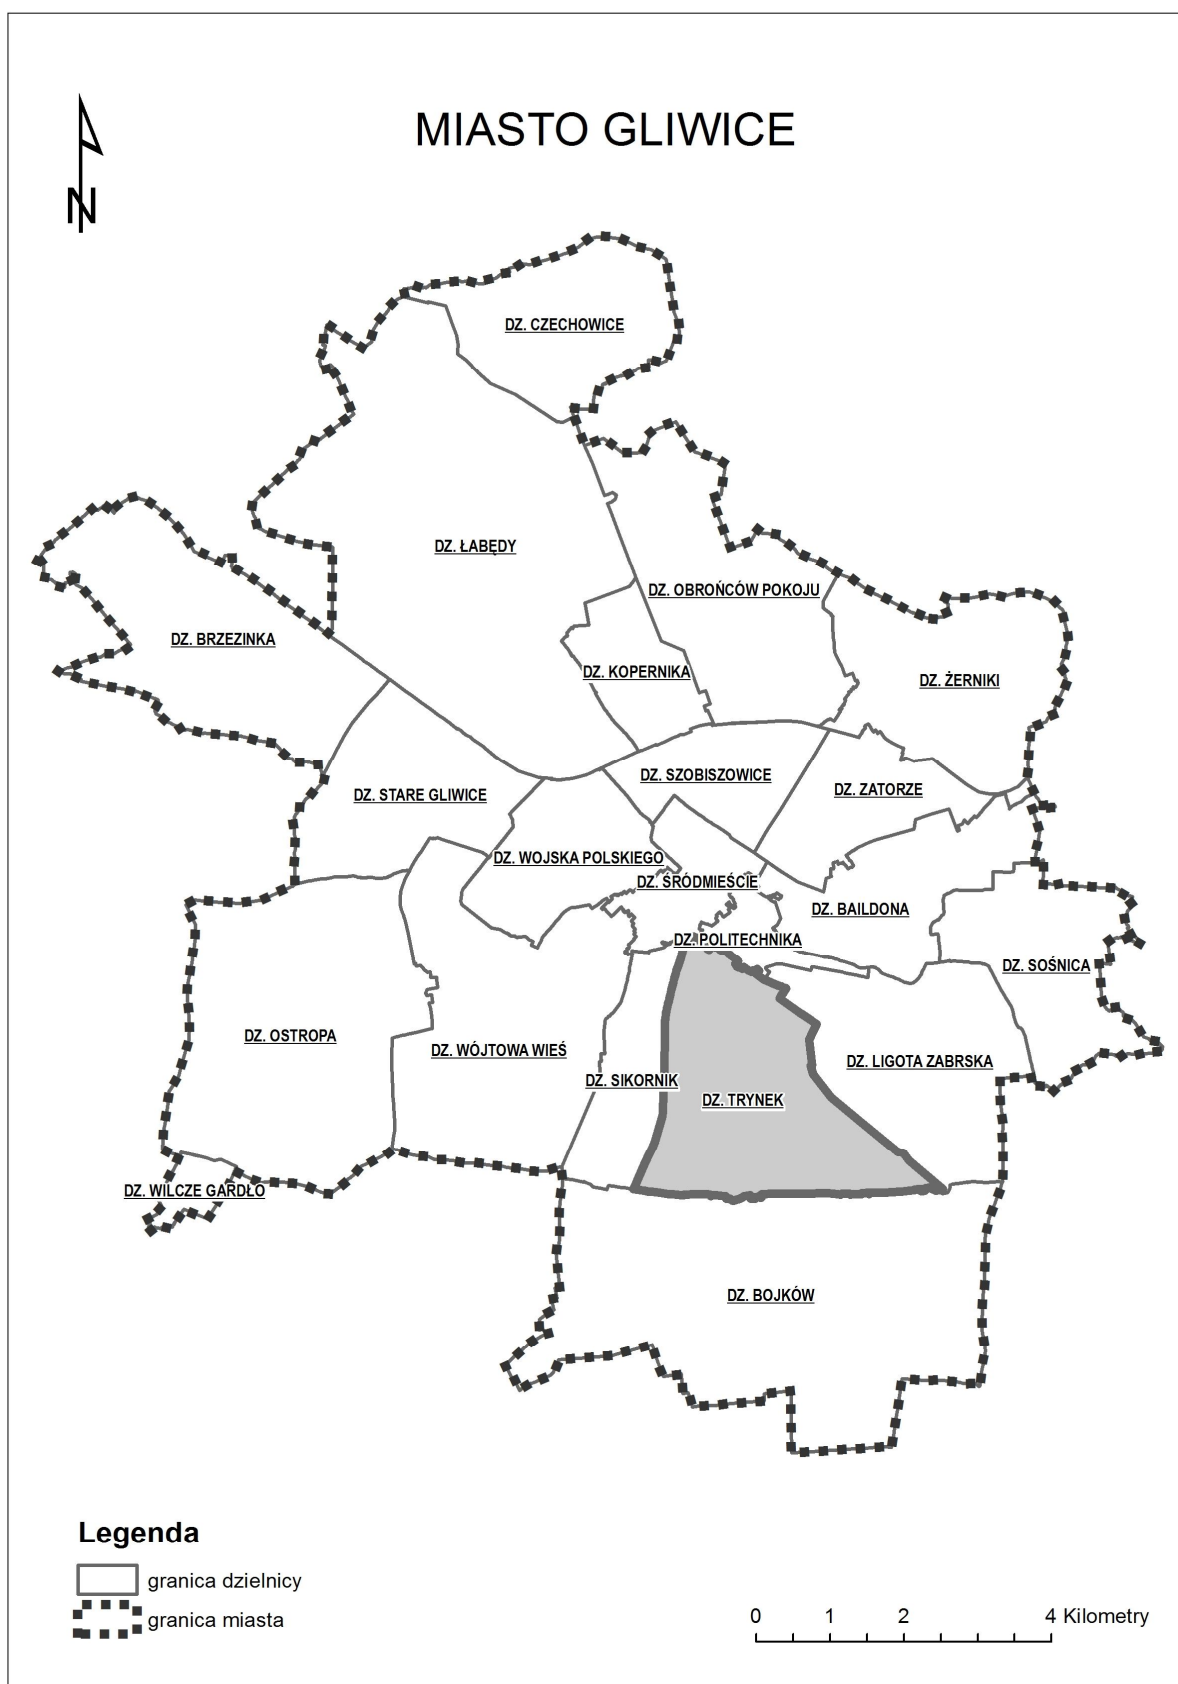 MIASTO GLIWICE
N
DZ. CZECHOWICE
DZ. ŁABĘDY
DZ. OBROŃCÓW POKOJU
DZ. BRZEZINKA
DZ. KOPERNIKA
DZ. ŻERNIKI
DZ. SZOBISZOWICE
DZ. ZATORZE
DZ. STARE GLIWICE
DZ. WOJSKA POLSKIEGO
DZ. ŚRÓDMIEŚCIE
DZ. BAILDONA
DZ. POLITECHNIKA
DZ. SOŚNICA
DZ. OSTROPA
DZ. WÓJTOWA WIEŚ
DZ. LIGOTA ZABRSKA
DZ. SIKORNIK
DZ. TRYNEK
DZ. WILCZE GARDŁO
DZ. BOJKÓW
Legenda
granica dzielnicy
granica miasta
0 1 2 4 Kilometry